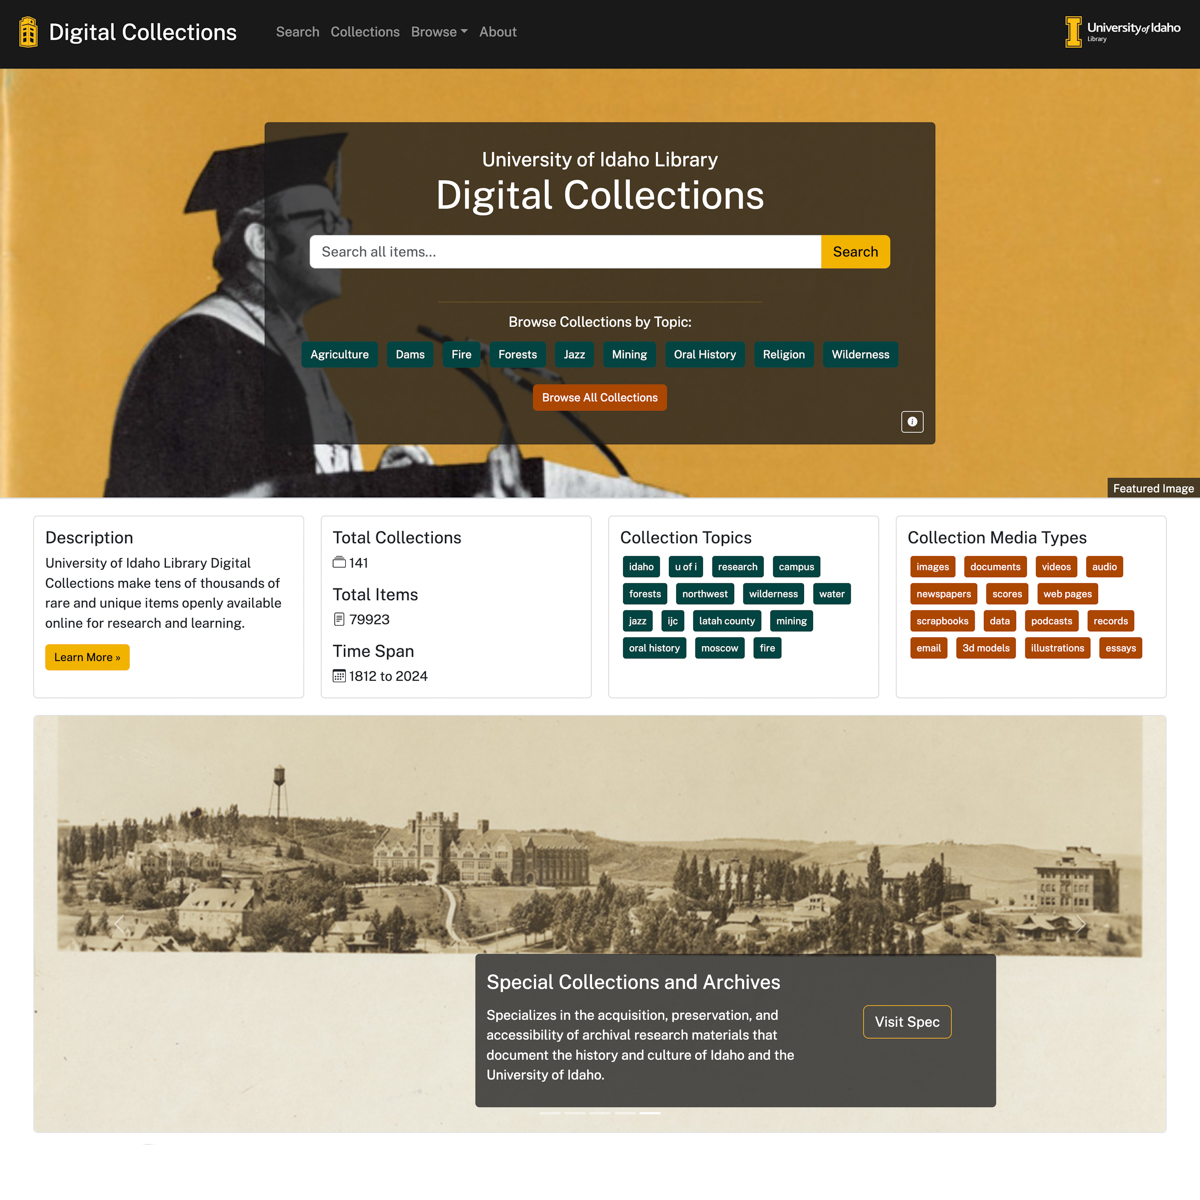 Digital Collections
Search Collections Browse About
University of Idaho
Library
University of Idaho Library
Digital Collections
Search all items...
Search
Browse Collections by Topic:
Agriculture Dams Fire Forests Jazz Mining Oral History Religion Wilderness
Browse All Collections
Featured Image
Description
University of Idaho Library Digital
Collections make tens of thousands of
rare and unique items openly available
online for research and learning.
Learn More »
Total Collections
141
Total Items
79923
Time Span
1812 to 2024
Collection Topics
idaho u of i research campus
forests northwest wilderness water
jazz ijc latah county mining
oral history moscow fire
Collection Media Types
images documents videos audio
newspapers scores web pages
scrapbooks data podcasts records
email 3d models illustrations essays
Special Collections and Archives
Specializes in the acquisition, preservation, and
accessibility of archival research materials that
document the history and culture of Idaho and the
University of Idaho.
Visit Spec